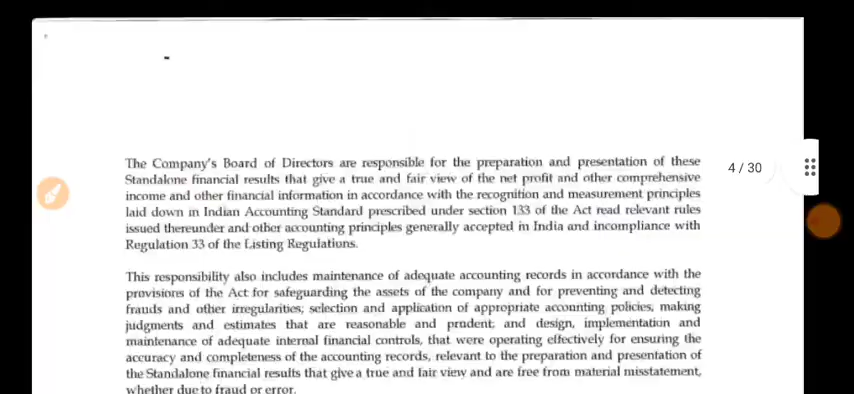 The Company's Board of Directors are responsible for the preparation and presentation of these
Standalone financial results that give a true and fair view of the net profit and other comprehensive
income and other financial information in accordance with the recognition and measurement principles
laid down in Indian Accounting Standard prescribed under section 133 of the Act read relevant rules
issued thereunder and other accounting principles generally accepted in India and incompliance with
Regulation 33 of the Listing Regulations.
4 / 30
This responsibility also includes maintenance of adequate accounting records in accordance with the
provisions of the Act for safeguarding the assets of the company and for preventing and detecting
frauds and other irregularities; selection and application of appropriate accounting policies, making
judgments and estimates that are reasonable and prudent; and design, implementation and
maintenance of adequate internal financial controls, that were operating effectively for ensuring the
accuracy and completeness of the accounting records, relevant to the preparation and presentation of
the Standalone financial results that give a true and fair view and are free from material misstatement,
whether due to fraud or error.